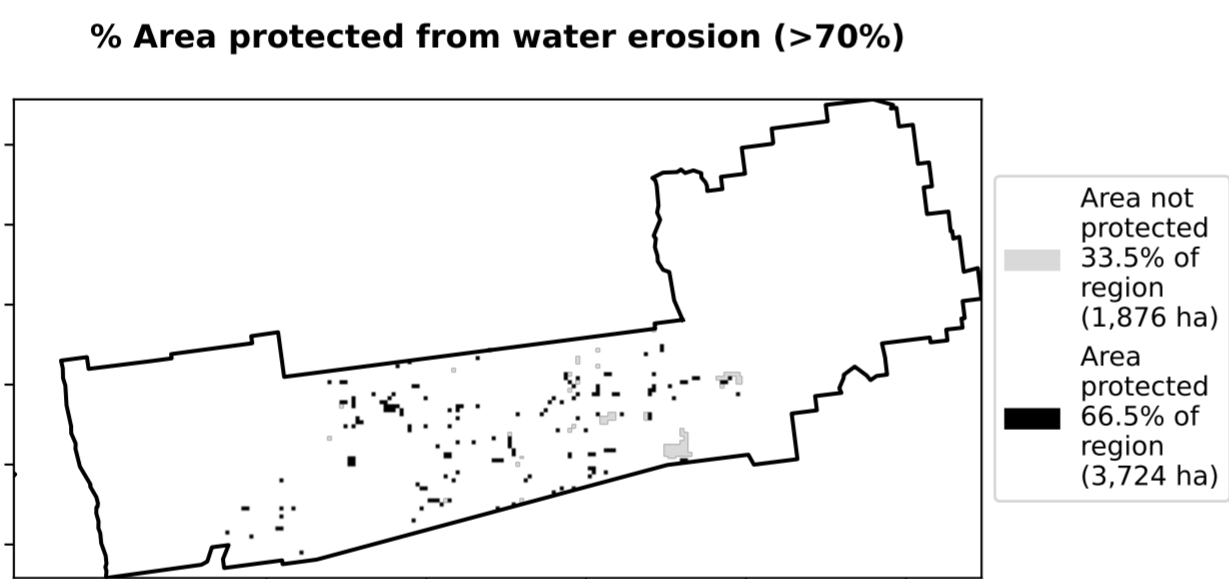 % Area protected from water erosion (>70%)
Area not
protected
33.5% of
region
(1,876 ha)
Area
protected
66.5% of
region
(3,724 ha)